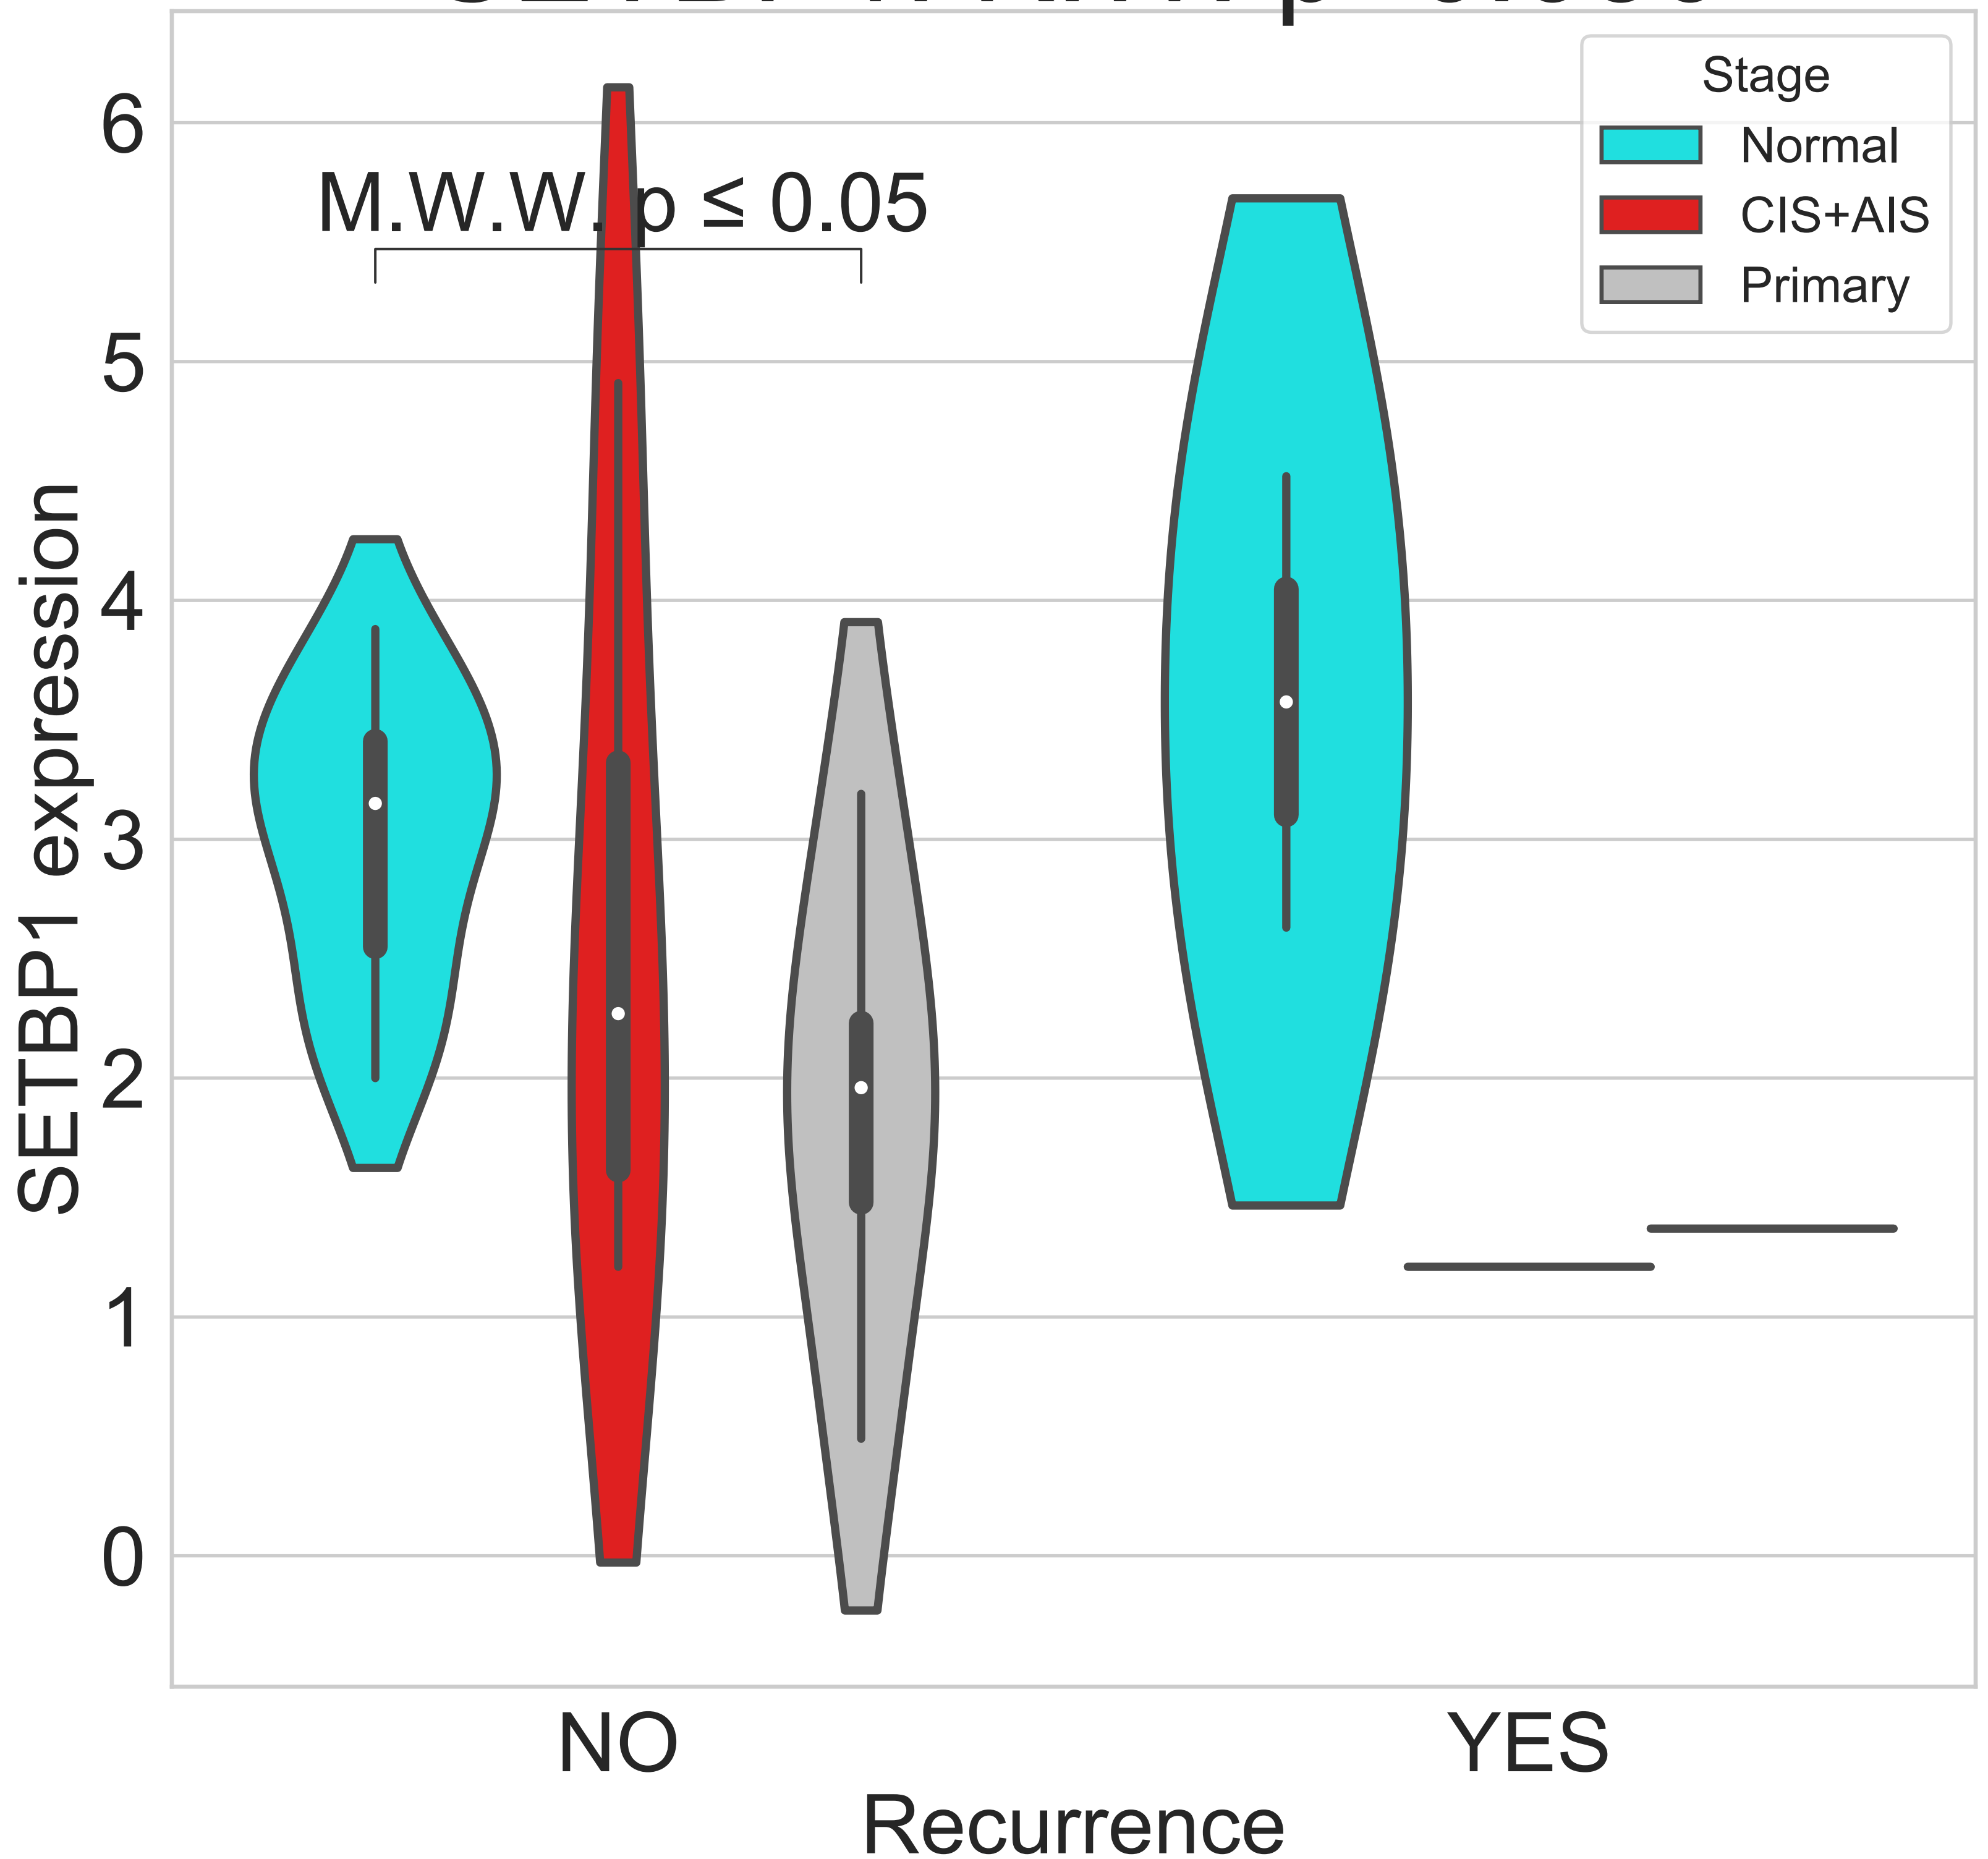 Stage
Normal
CIS+AIS
Primary
M.W.W. p ≤ 0.05
6
5
4
3
2
1
0
SETBP1 expression
NO
YES
Recurrence